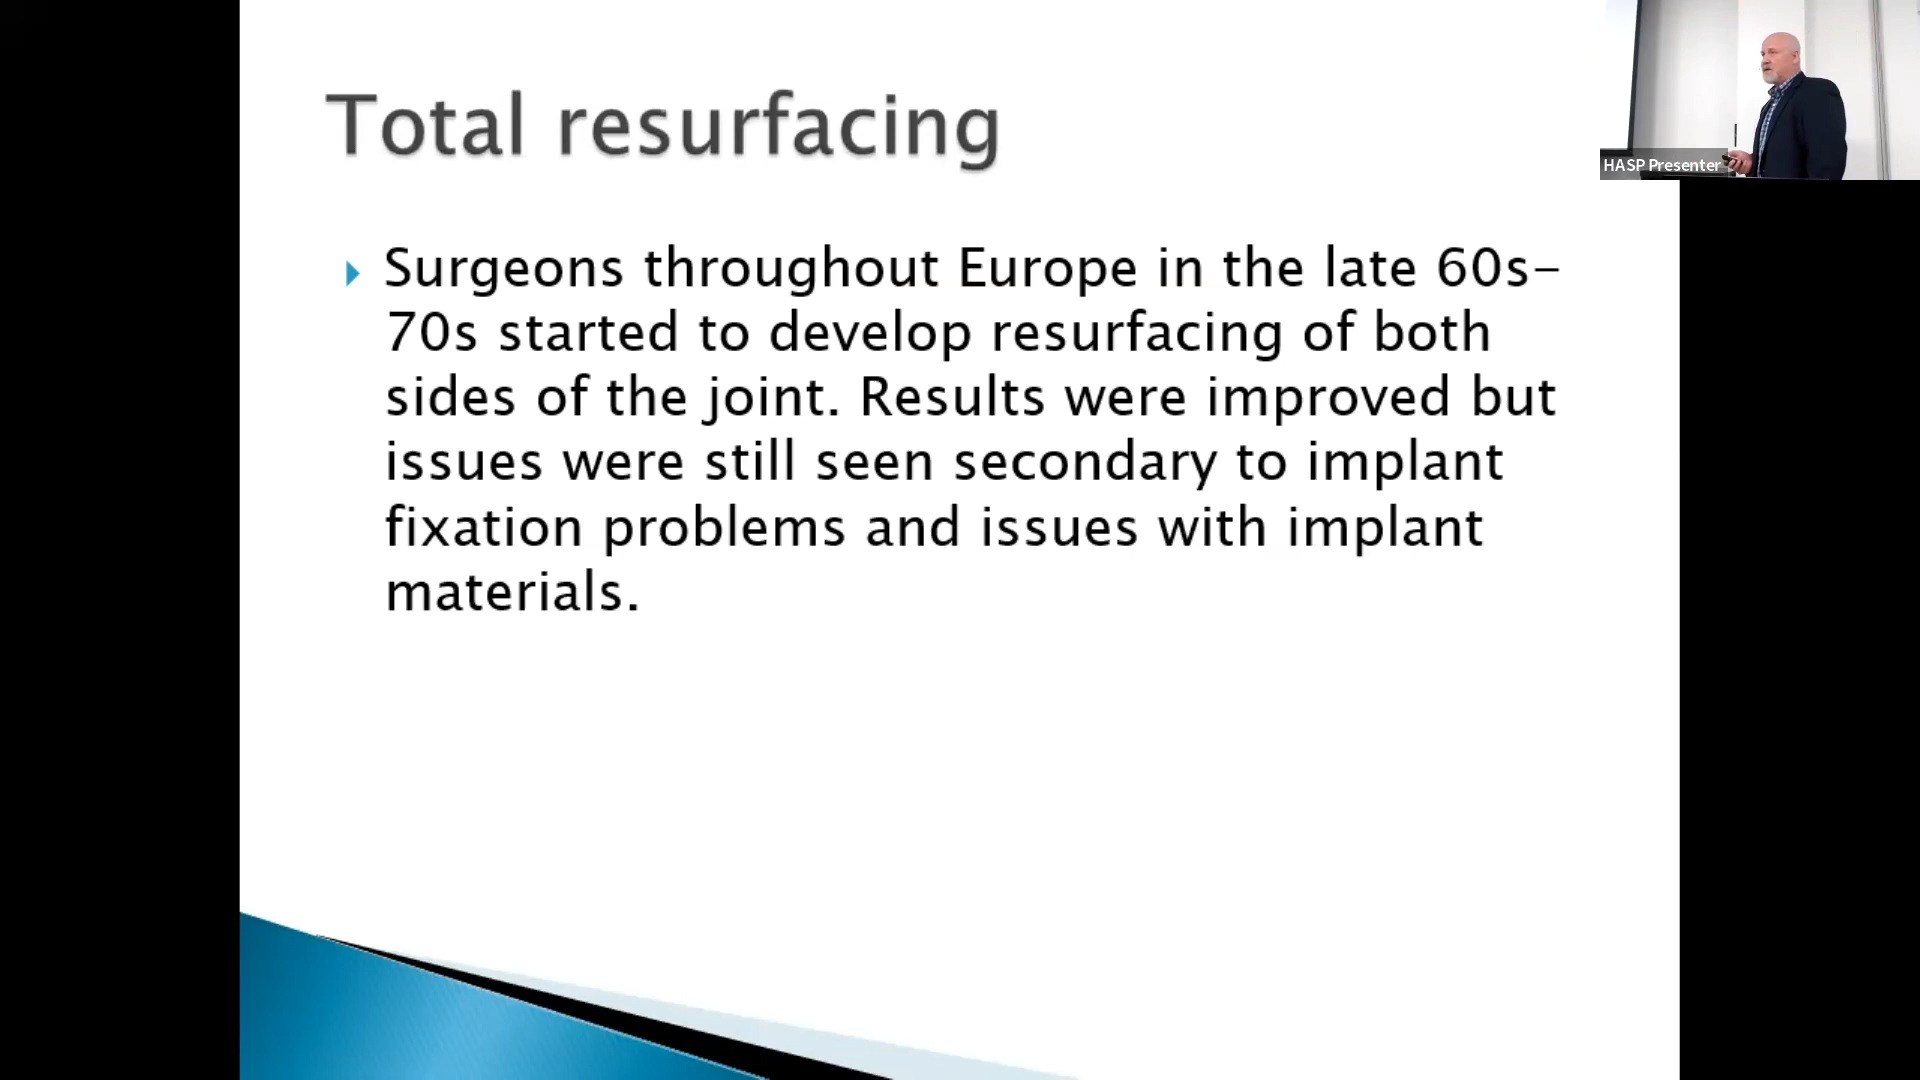 Total resurfacing
HASP Presenter
Surgeons throughout Europe in the late 60s-
70s started to develop resurfacing of both
sides of the joint. Results were improved but
issues were still seen secondary to implant
fixation problems and issues with implant
materials.